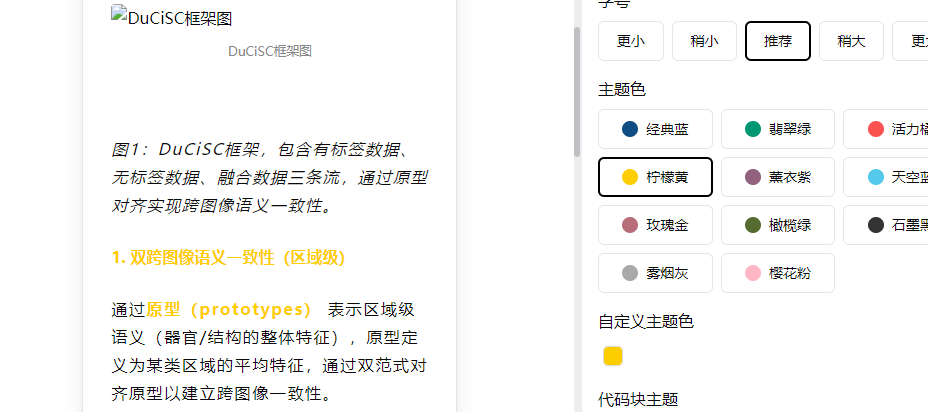 DuCiSC框架图
DuCiSC框架图
图1：DuCiSC框架，包含有标签数据、
无标签数据、融合数据三条流，通过原型
对齐实现跨图像语义一致性。
1. 双跨图像语义一致性（区域级）
通过原型（prototypes） 表示区域级
语义（器官/结构的整体特征），原型定
义为某类区域的平均特征，通过双范式对
齐原型以建立跨图像一致性。
字号
更小 稍小 推荐 稍大
主题色
经典蓝 翡翠绿 活力橘
柠檬黄 薰衣紫 天空蓝
玫瑰金 橄榄绿 石墨黑
雾烟灰 樱花粉
自定义主题色
代码块主题